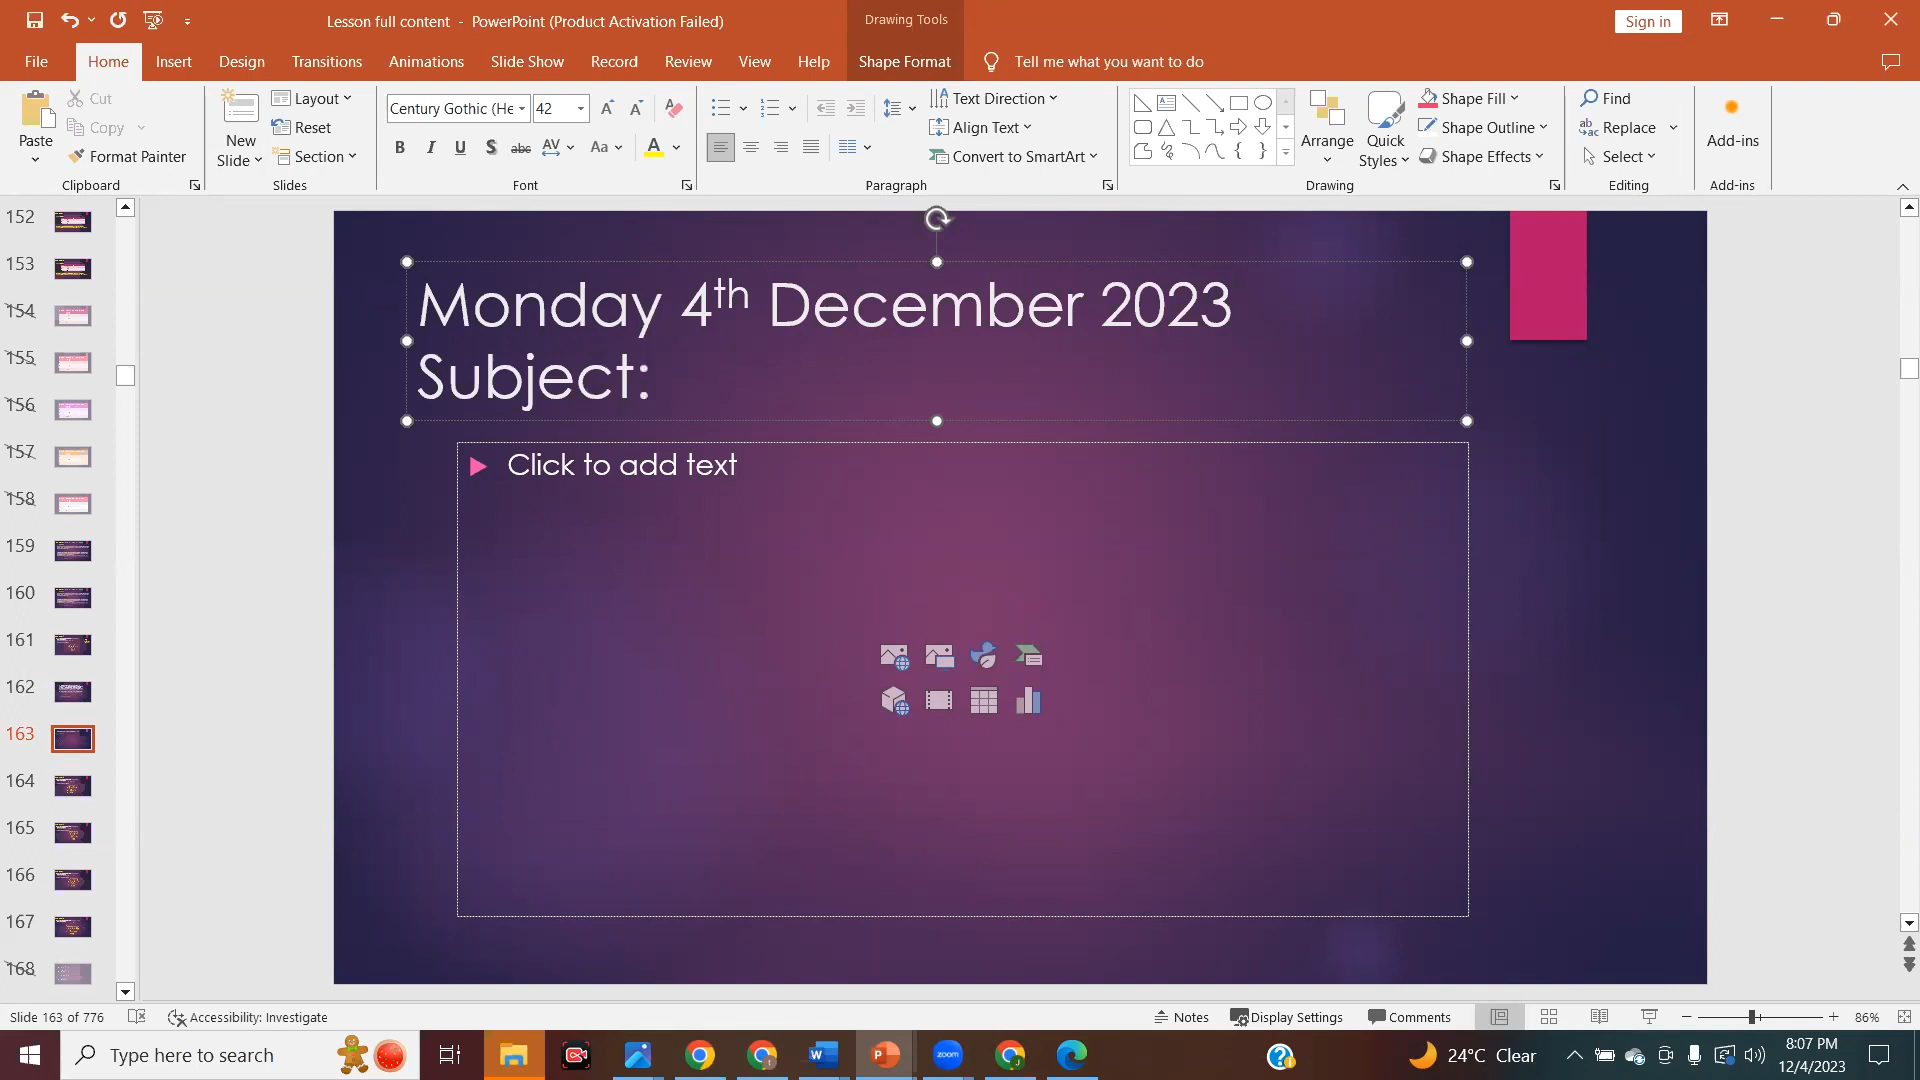 Lesson full content - PowerPoint (Product Activation Failed)
Drawing Tools
Sign in
File Home Insert Design Transitions Animations Slide Show Record Review View Help Shape Format Tell me what you want to do
Paste
Cut
Copy
Format Painter
Clipboard
New Slide
Layout
Reset
Section
Slides
Century Gothic (He
42
B I U S abc AV Aa A
Font
Text Direction
Align Text
Convert to SmartArt
Paragraph
Arrange
Quick Styles
Shape Fill
Shape Outline
Shape Effects
Drawing
Find
Replace
Select
Editing
Add-ins
Add-ins
152
153
154
155
156
157
158
159
160
161
162
163
164
165
166
167
168
Monday 4th December 2023
Subject:
Click to add text
Slide 163 of 776
Accessibility: Investigate
Notes
Display Settings
Comments
86%
Type here to search
zoom
24°C Clear
8:07 PM
12/4/2023